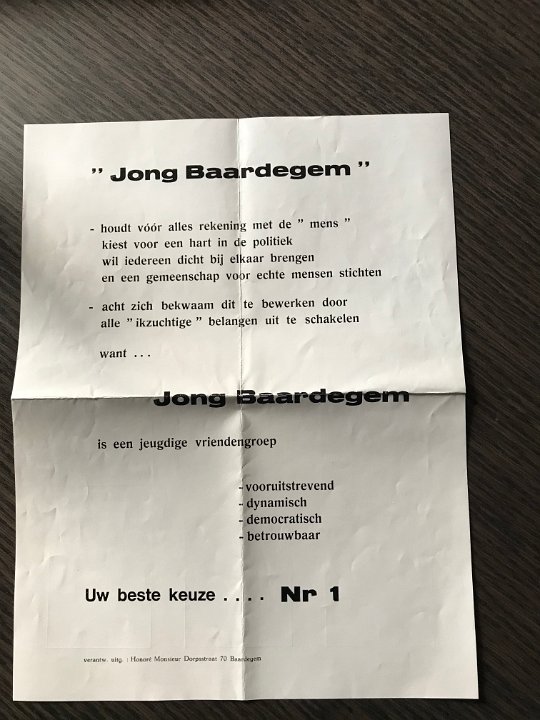 " Jong Baardegem "
- houdt vóór alles rekening met de " mens "
kiest voor een hart in de politiek
wil iedereen dicht bij elkaar brengen
en een gemeenschap voor echte mensen stichten
- acht zich bekwaam dit te bewerken door
alle " ikzuchtige " belangen uit te schakelen
want ...
Jong Baardegem
is een jeugdige vriendengroep
- vooruitstrevend
- dynamisch
- democratisch
- betrouwbaar
Uw beste keuze .... Nr 1
verantw. uitg. : Honoré Monsieur Dorpsstraat 70 Baardegem